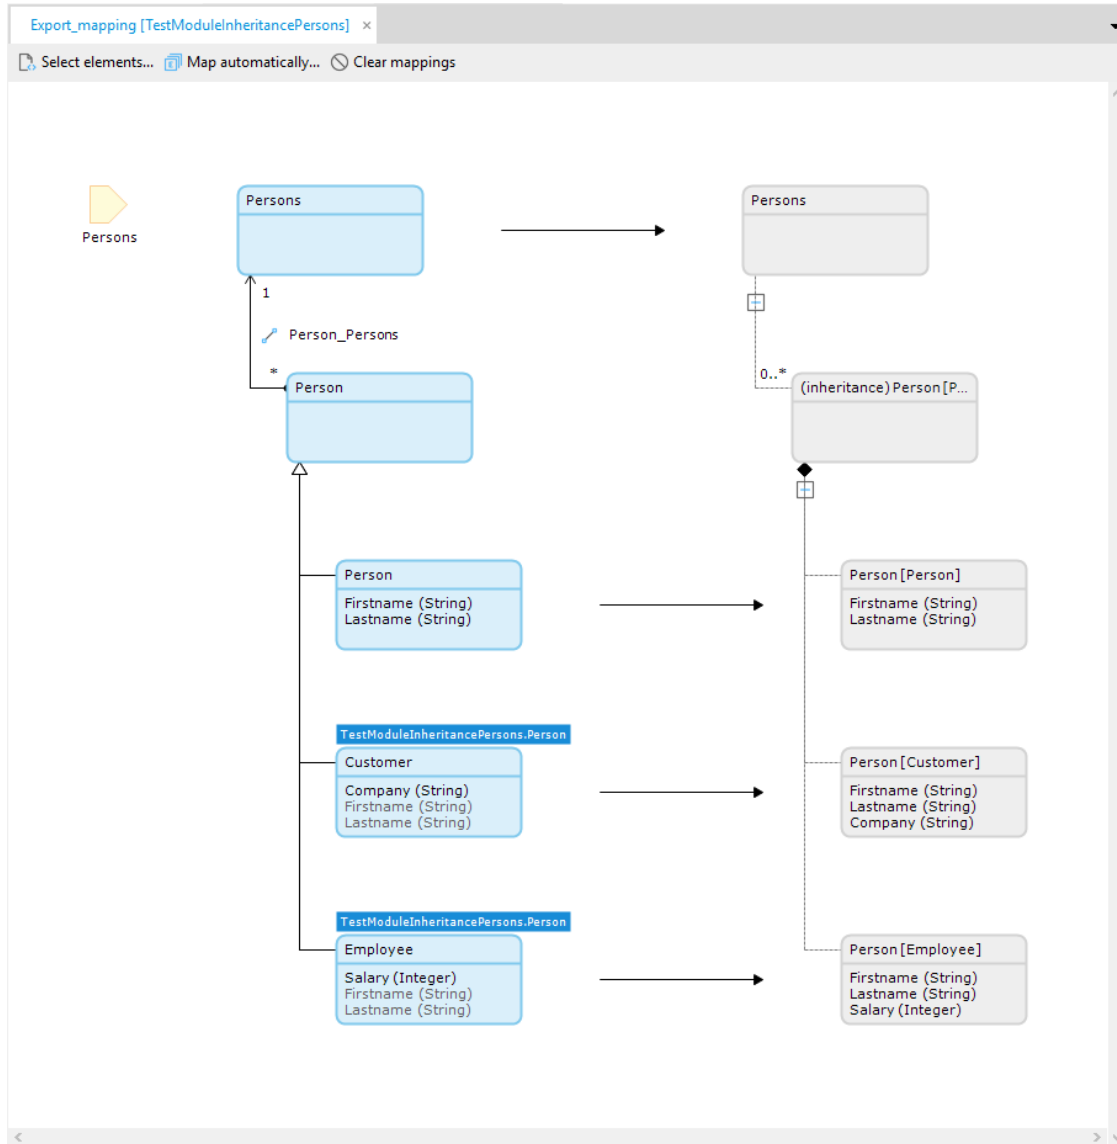 Export_mapping [TestModuleInheritancePersons] ×
Select elements... Map automatically... Clear mappings
Persons
Persons
Persons
1
Person_Persons
*
0..*
Person
(inheritance) Person [P...
Person
Firstname (String)
Lastname (String)
Person [Person]
Firstname (String)
Lastname (String)
TestModuleInheritancePersons.Person
Customer
Company (String)
Firstname (String)
Lastname (String)
Person [Customer]
Firstname (String)
Lastname (String)
Company (String)
TestModuleInheritancePersons.Person
Employee
Salary (Integer)
Firstname (String)
Lastname (String)
Person [Employee]
Firstname (String)
Lastname (String)
Salary (Integer)